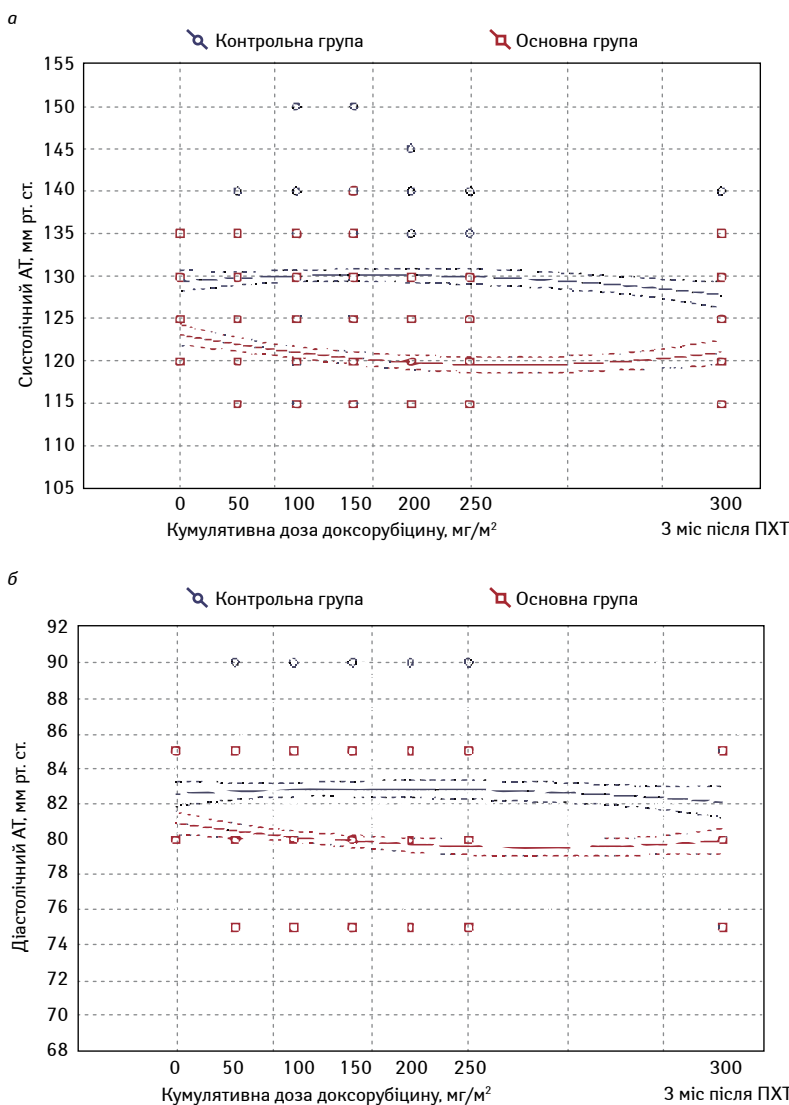 а
Контрольна група Основна група
Систолічний АТ, мм рт. ст.
155
150
145
140
135
130
125
120
115
110
105
0 50 100 150 200 250 300
Кумулятивна доза доксорубіцину, мг/м² 3 міс після ПХТ
б
Контрольна група Основна група
Діастолічний АТ, мм рт. ст.
92
90
88
86
84
82
80
78
76
74
72
70
68
0 50 100 150 200 250 300
Кумулятивна доза доксорубіцину, мг/м² 3 міс після ПХТ